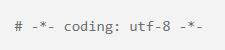 # -*- coding: utf-8 -*-